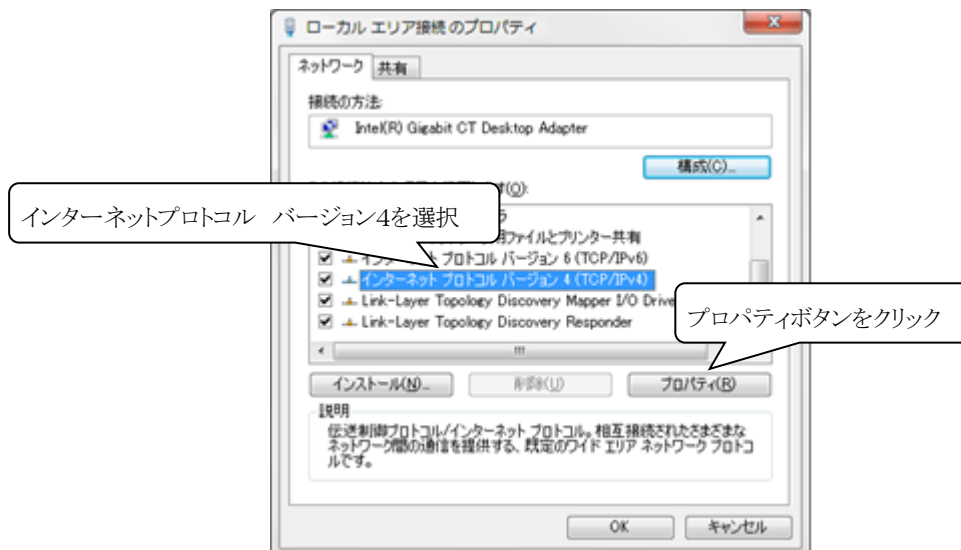 ローカル エリア接続のプロパティ
ネットワーク 共有
接続の方法:
Intel(R) Gigabit CT Desktop Adapter
構成(C)...
(O):
インターネットプロトコル　バージョン4を選択
用ファイルとプリンター共有
インターネット プロトコル バージョン 6 (TCP/IPv6)
インターネット プロトコル バージョン 4 (TCP/IPv4)
Link-Layer Topology Discovery Mapper I/O Drive
Link-Layer Topology Discovery Responder
プロパティボタンをクリック
インストール(N)... 削除(U) プロパティ(R)
説明
伝送制御プロトコル/インターネット プロトコル。相互接続されたさまざまな
ネットワーク間の通信を提供する、既定のワイド エリア ネットワーク プロトコ
ルです。
OK キャンセル